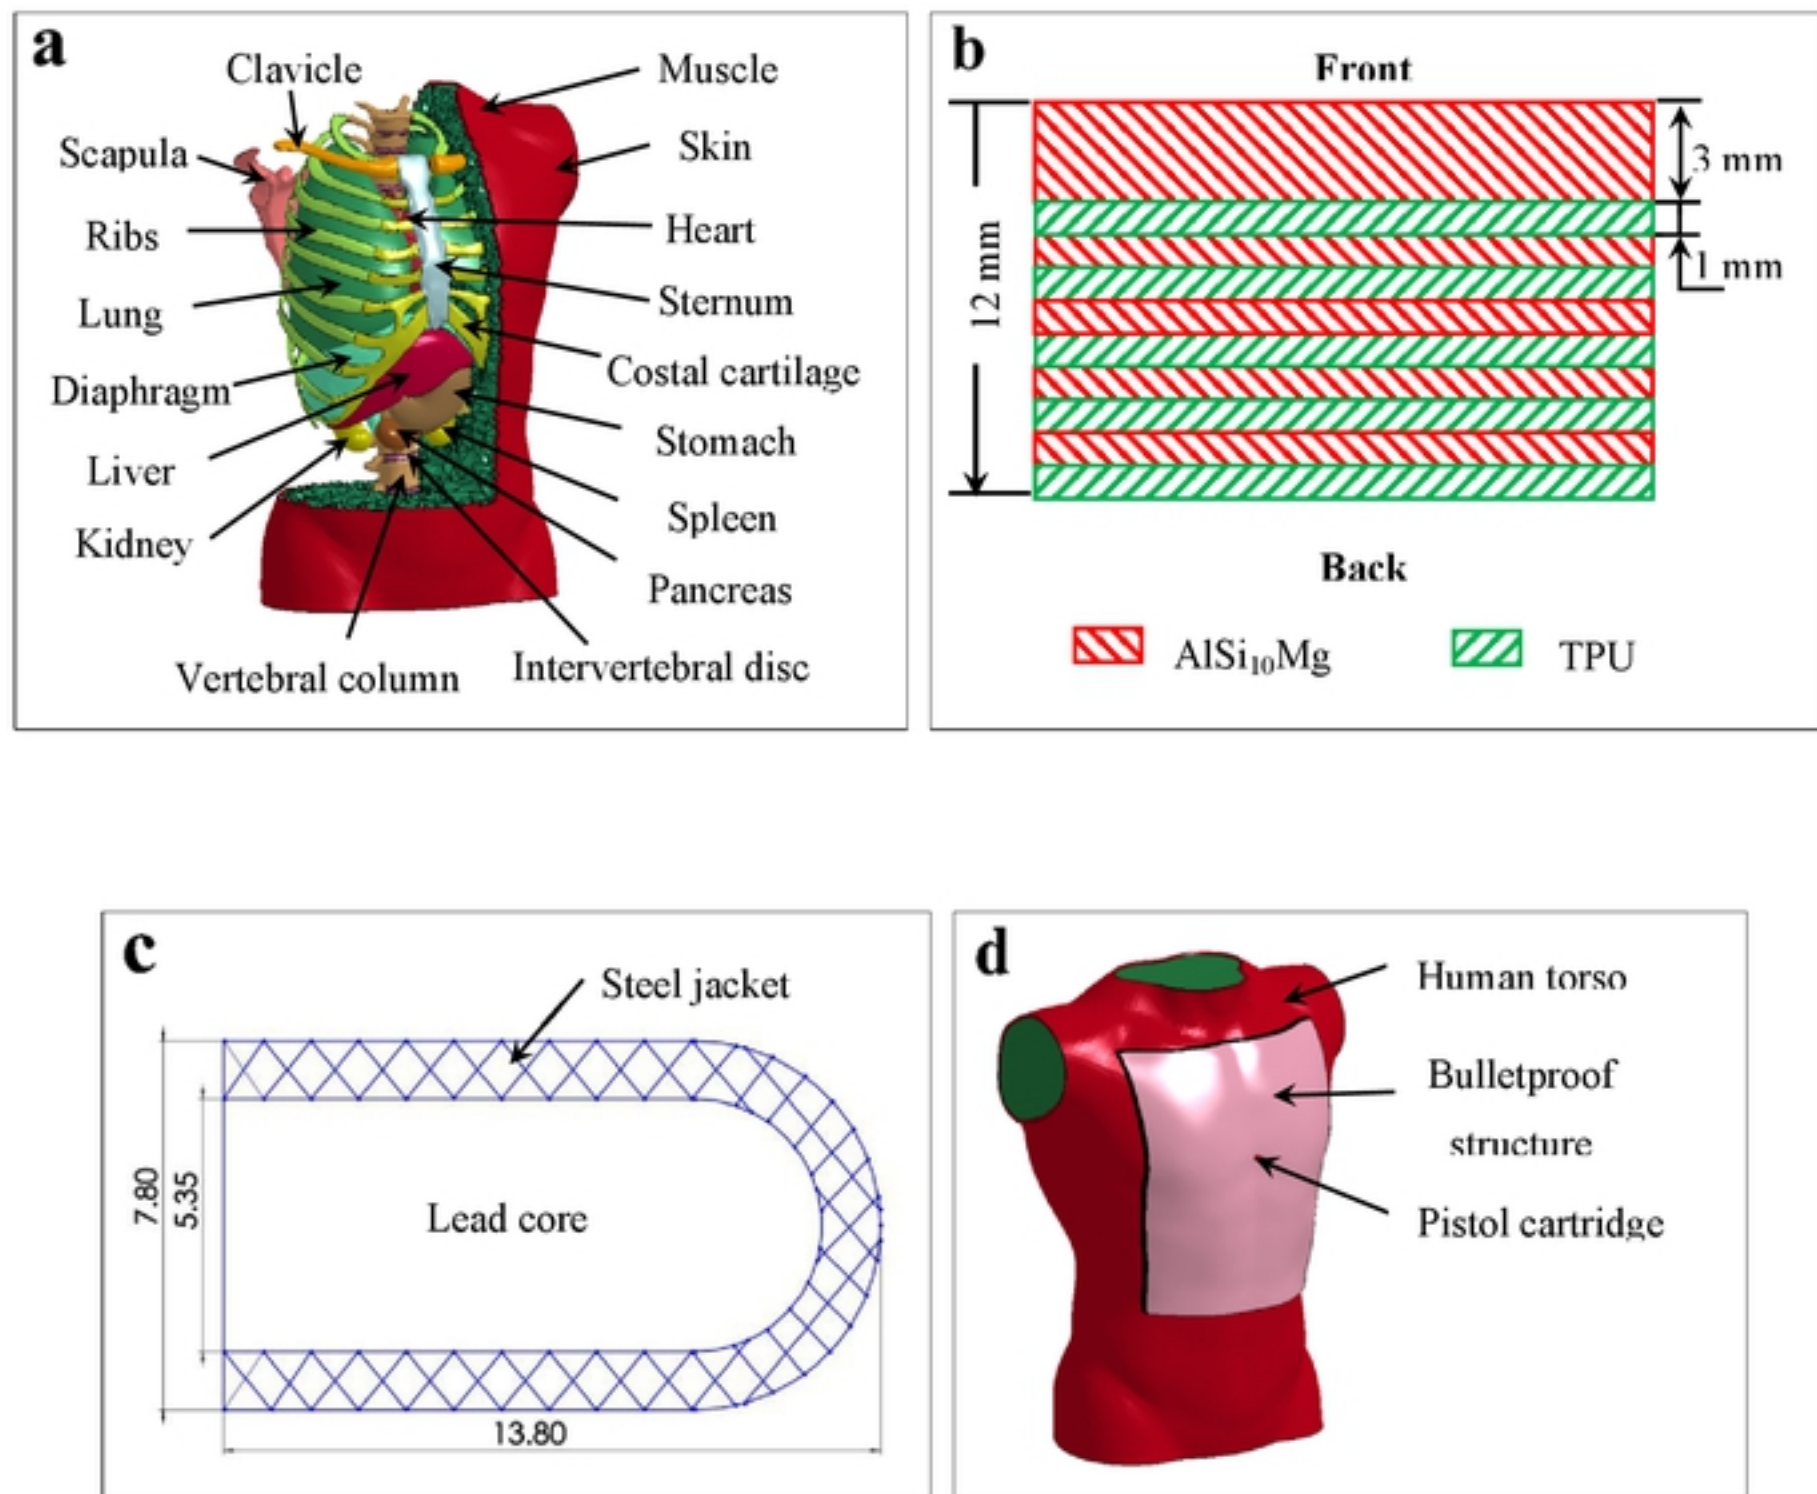 a
Clavicle
Muscle
Scapula
Skin
Ribs
Heart
Lung
Sternum
Diaphragm
Costal cartilage
Liver
Stomach
Kidney
Spleen
Pancreas
Vertebral column
Intervertebral disc
b
Front
3 mm
1 mm
12 mm
Back
AlSi₁₀Mg
TPU
c
Steel jacket
7.80
5.35
Lead core
13.80
d
Human torso
Bulletproof
structure
Pistol cartridge